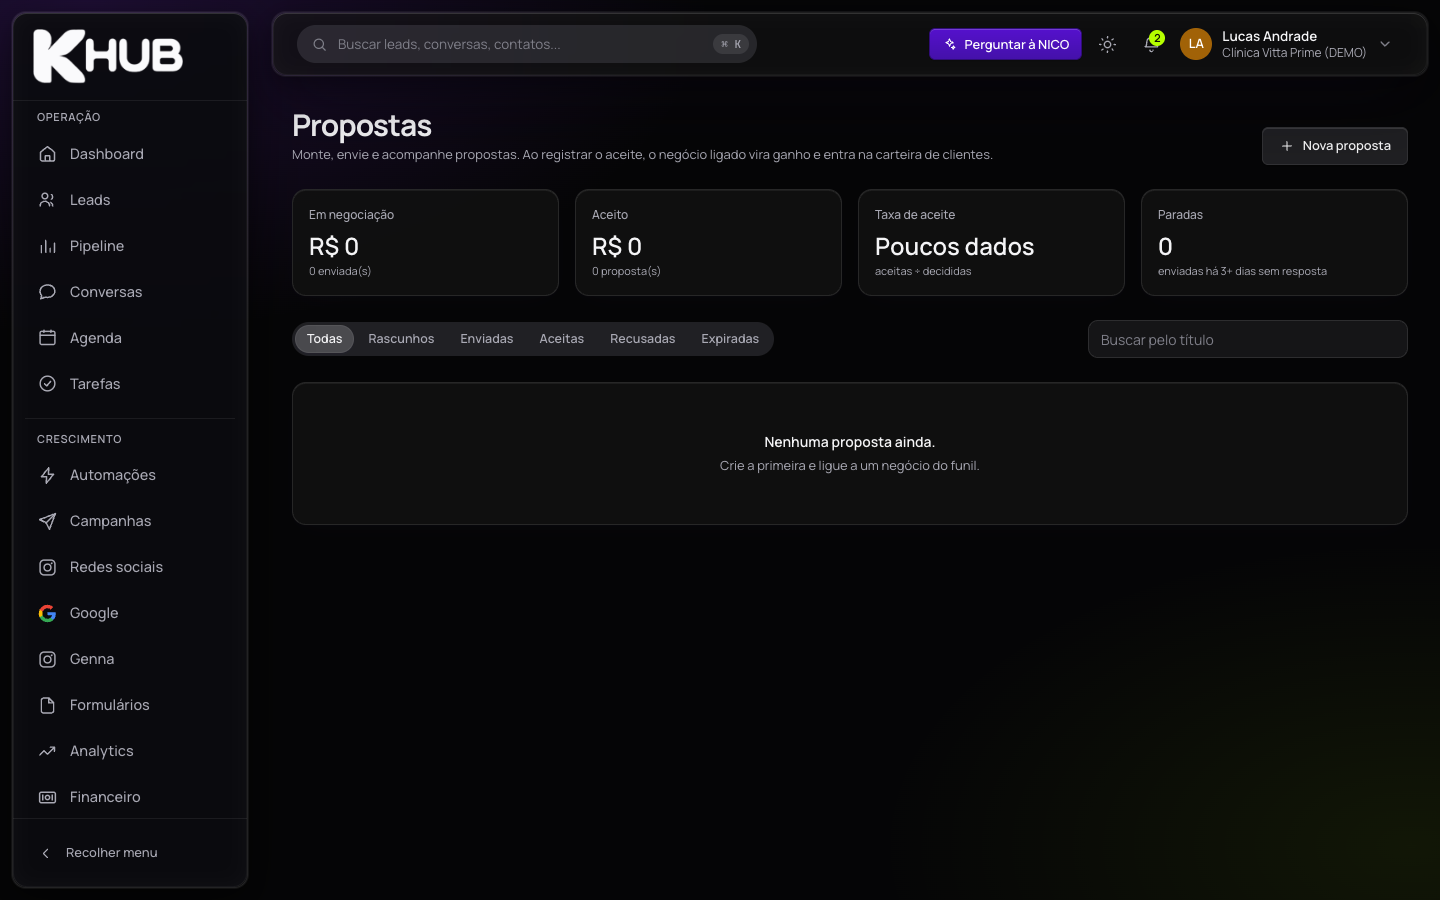 KHUB
Buscar leads, conversas, contatos...
⌘ K
Perguntar à NICO
2
LA
Lucas Andrade
Clínica Vitta Prime (DEMO)
OPERAÇÃO
Dashboard
Leads
Pipeline
Conversas
Agenda
Tarefas
CRESCIMENTO
Automações
Campanhas
Redes sociais
Google
Genna
Formulários
Analytics
Financeiro
Recolher menu
Propostas
Monte, envie e acompanhe propostas. Ao registrar o aceite, o negócio ligado vira ganho e entra na carteira de clientes.
Nova proposta
Em negociação
R$ 0
0 enviada(s)
Aceito
R$ 0
0 proposta(s)
Taxa de aceite
Poucos dados
aceitas ÷ decididas
Paradas
0
enviadas há 3+ dias sem resposta
Todas
Rascunhos
Enviadas
Aceitas
Recusadas
Expiradas
Buscar pelo título
Nenhuma proposta ainda.
Crie a primeira e ligue a um negócio do funil.